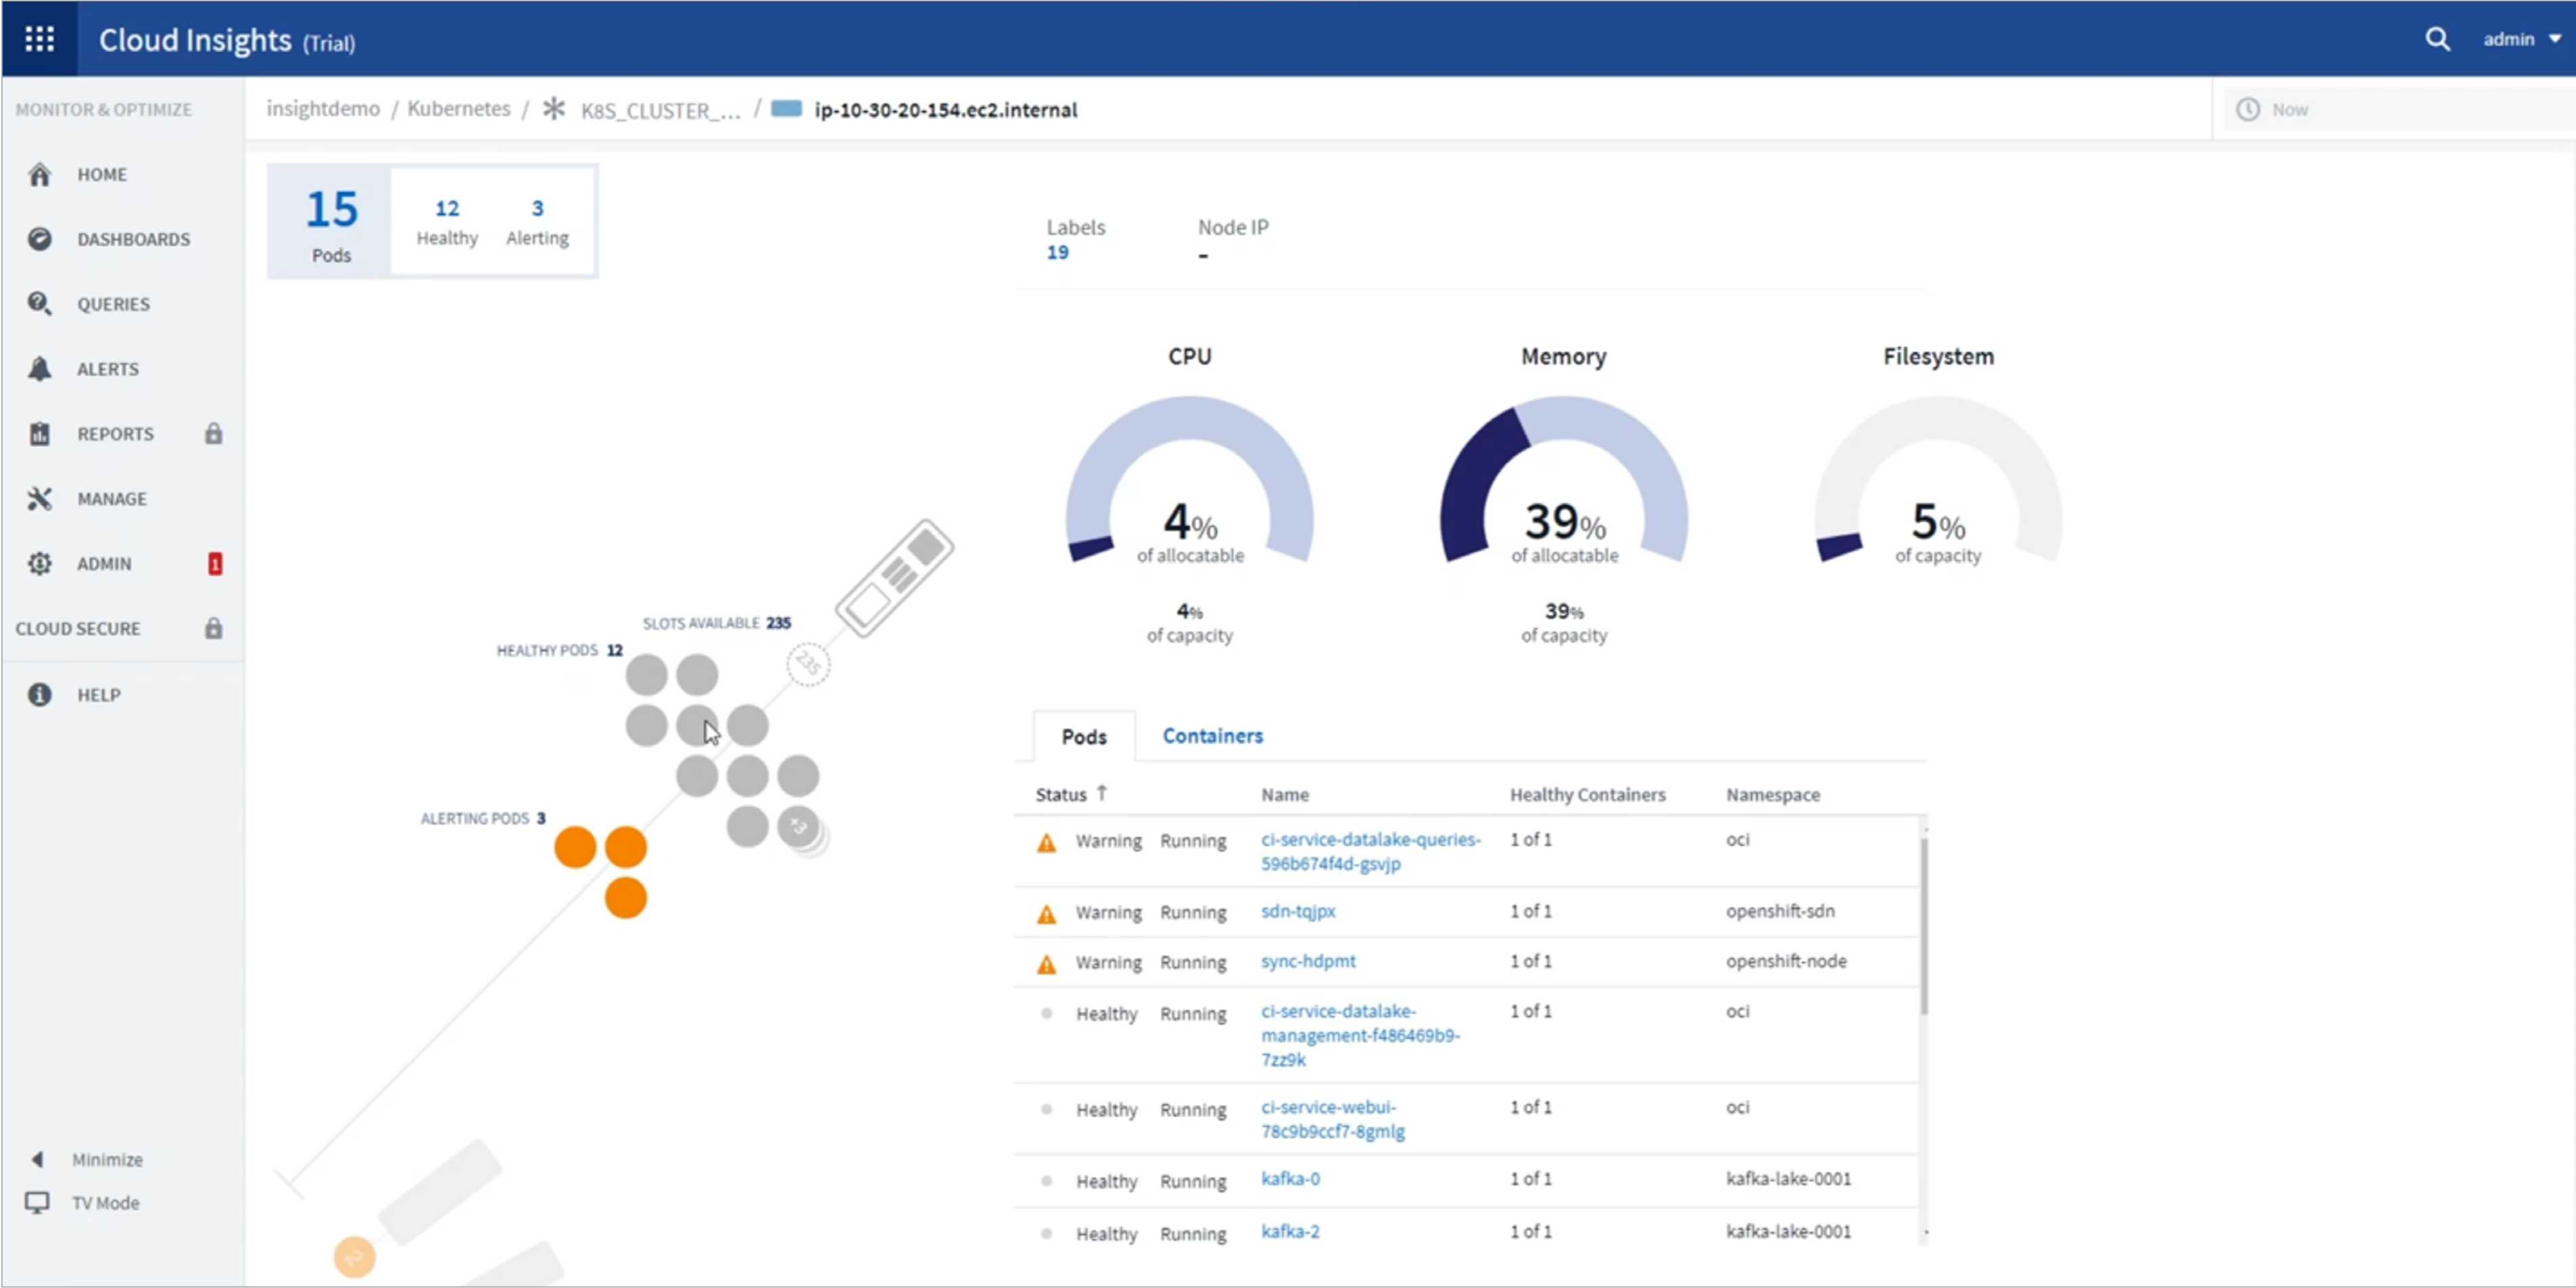 Cloud Insights (Trial)
admin
MONITOR & OPTIMIZE
HOME
DASHBOARDS
QUERIES
ALERTS
REPORTS
MANAGE
ADMIN 1
CLOUD SECURE
HELP
Minimize
TV Mode
insightdemo / Kubernetes / K8S_CLUSTER_... / ip-10-30-20-154.ec2.internal
Now
15
Pods
12
Healthy
3
Alerting
SLOTS AVAILABLE 235
235
HEALTHY PODS 12
+3
ALERTING PODS 3
2
Labels
19
Node IP
-
CPU
4%
of allocatable
4%
of capacity
Memory
39%
of allocatable
39%
of capacity
Filesystem
5%
of capacity
Pods Containers
Status ↑ Name Healthy Containers Namespace
Warning Running ci-service-datalake-queries- 1 of 1 oci
596b674f4d-gsvjp
Warning Running sdn-tqjpx 1 of 1 openshift-sdn
Warning Running sync-hdpmt 1 of 1 openshift-node
Healthy Running ci-service-datalake- 1 of 1 oci
management-f486469b9-
7zz9k
Healthy Running ci-service-webui- 1 of 1 oci
78c9b9ccf7-8gmlg
Healthy Running kafka-0 1 of 1 kafka-lake-0001
Healthy Running kafka-2 1 of 1 kafka-lake-0001